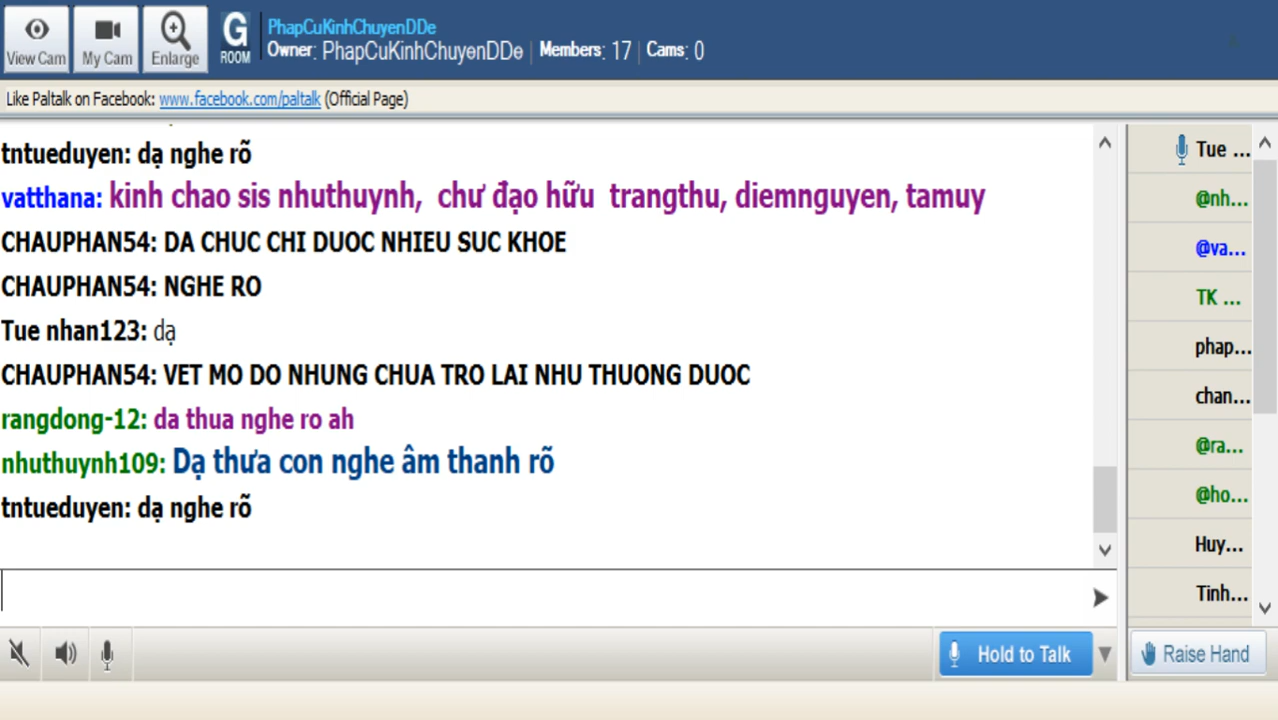 View Cam
My Cam
Enlarge
G
ROOM
PhapCuKinhChuyenDDe
Owner: PhapCuKinhChuyenDDe | Members: 17 | Cams: 0
Like Paltalk on Facebook: www.facebook.com/paltalk (Official Page)
tntueduyen: dạ nghe rõ
vatthana: kinh chao sis nhuthuynh, chư đạo hữu trangthu, diemnguyen, tamuy
CHAUPHAN54: DA CHUC CHI DUOC NHIEU SUC KHOE
CHAUPHAN54: NGHE RO
Tue nhan123: dạ
CHAUPHAN54: VET MO DO NHUNG CHUA TRO LAI NHU THUONG DUOC
rangdong-12: da thua nghe ro ah
nhuthuynh109: Dạ thưa con nghe âm thanh rõ
tntueduyen: dạ nghe rõ
Tue ...
@nh...
@va...
TK ...
phap...
chan...
@ra...
@ho...
Huy...
Tinh...
Hold to Talk
Raise Hand